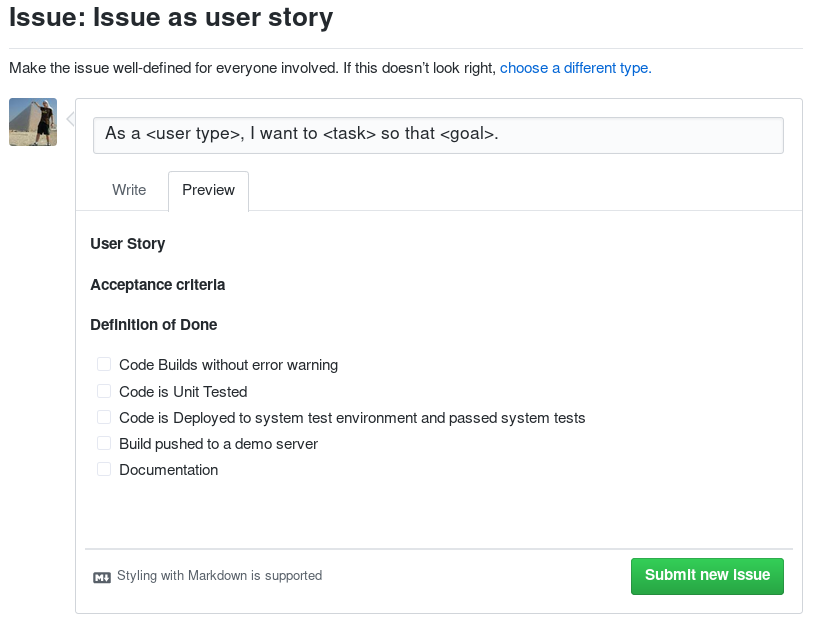 Issue: Issue as user story
Make the issue well-defined for everyone involved. If this doesn’t look right, choose a different type.
As a <user type>, I want to <task> so that <goal>.
Write Preview
User Story
Acceptance criteria
Definition of Done
Code Builds without error warning
Code is Unit Tested
Code is Deployed to system test environment and passed system tests
Build pushed to a demo server
Documentation
Styling with Markdown is supported
Submit new issue